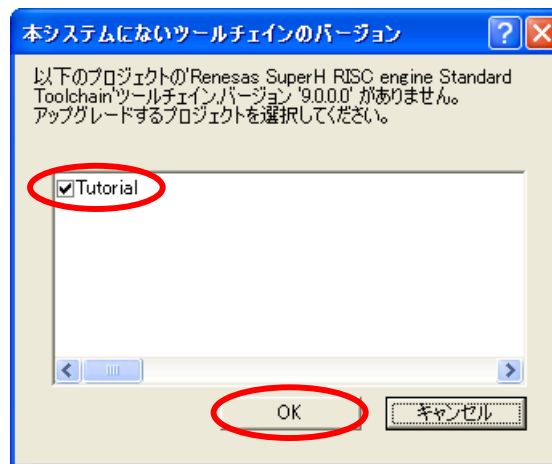 本システムにないツールチェインのバージョン
以下のプロジェクトの'Renesas SuperH RISC engine Standard
Toolchain'ツールチェイン,バージョン '9.0.0.0' がありません。
アップグレードするプロジェクトを選択してください。
Tutorial
OK
キャンセル